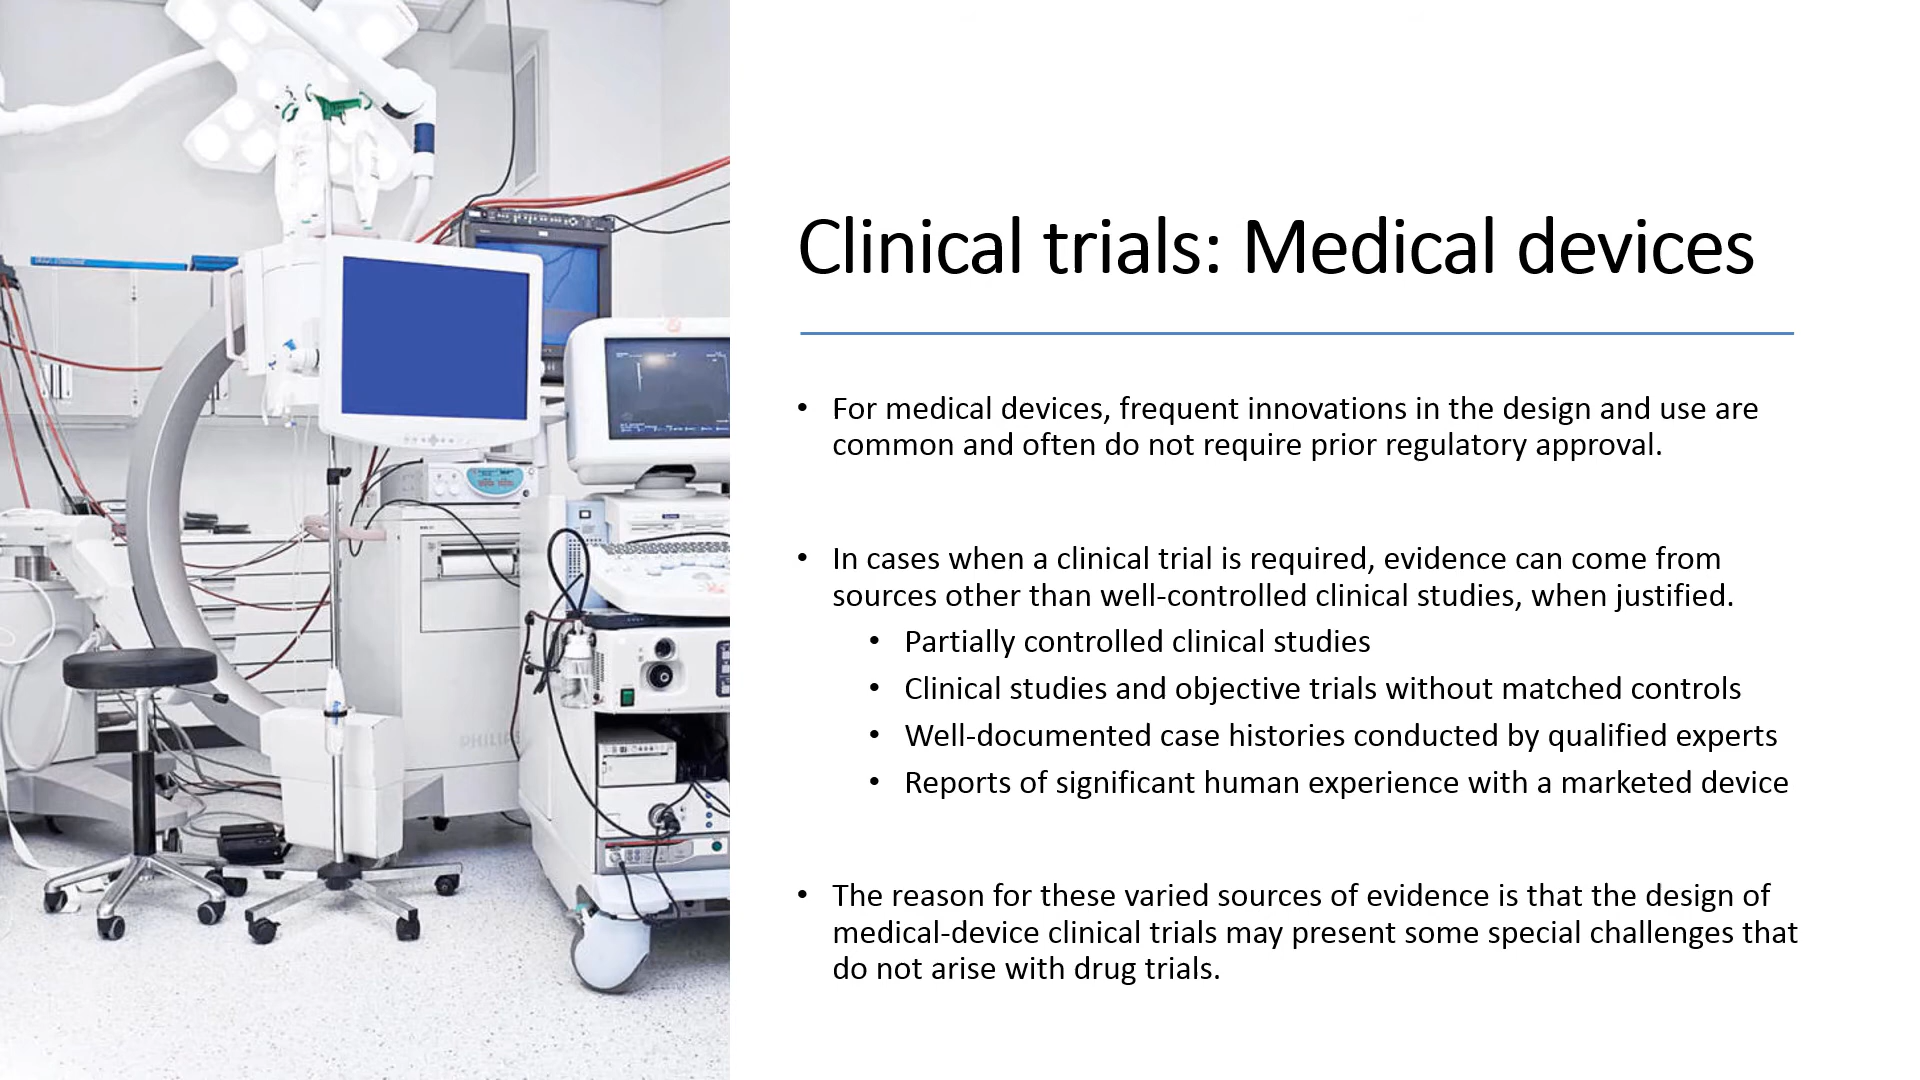 Clinical trials: Medical devices
• For medical devices, frequent innovations in the design and use are
common and often do not require prior regulatory approval.
• In cases when a clinical trial is required, evidence can come from
sources other than well-controlled clinical studies, when justified.
• Partially controlled clinical studies
• Clinical studies and objective trials without matched controls
• Well-documented case histories conducted by qualified experts
• Reports of significant human experience with a marketed device
• The reason for these varied sources of evidence is that the design of
medical-device clinical trials may present some special challenges that
do not arise with drug trials.
PHILIPS